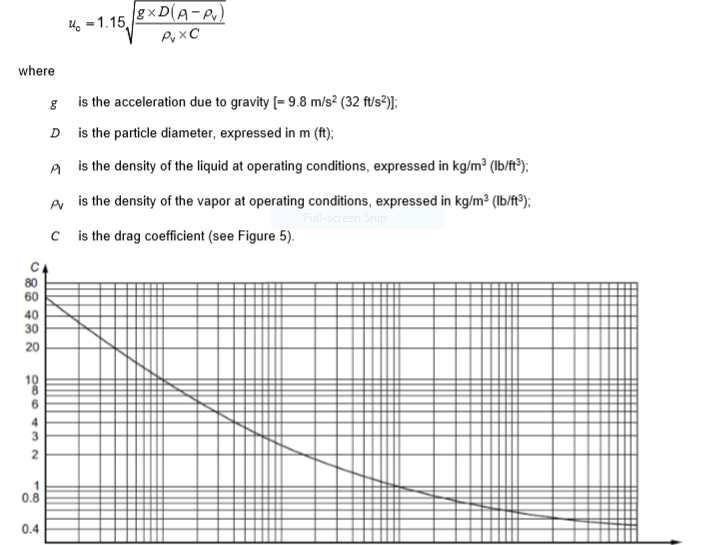 u_c = 1.15 √(g × D(ρ_l − ρ_v) / (ρ_v × C))
where
g is the acceleration due to gravity [= 9.8 m/s² (32 ft/s²)];
D is the particle diameter, expressed in m (ft);
ρ_l is the density of the liquid at operating conditions, expressed in kg/m³ (lb/ft³);
ρ_v is the density of the vapor at operating conditions, expressed in kg/m³ (lb/ft³);
Full-screen Snip
C is the drag coefficient (see Figure 5).
C
80
60
40
30
20
10
8
6
4
3
2
1
0.8
0.4